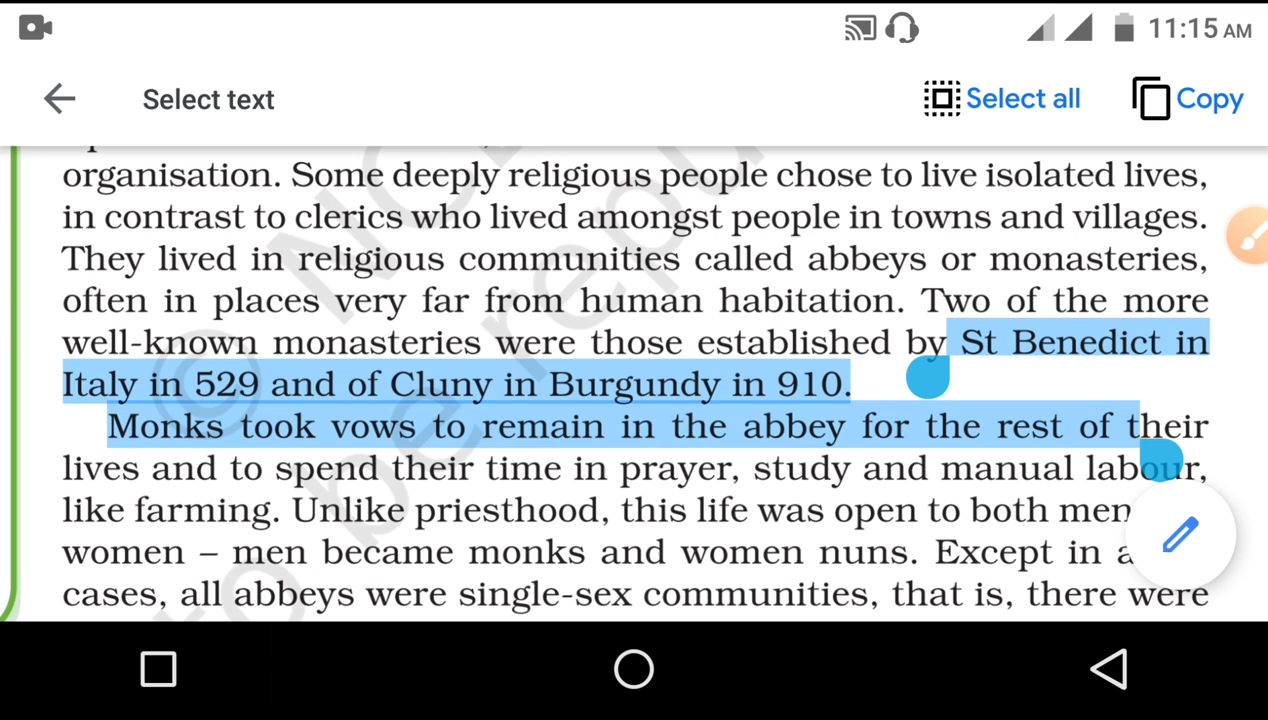 11:15 AM
Select text
Select all
Copy
organisation. Some deeply religious people chose to live isolated lives,
in contrast to clerics who lived amongst people in towns and villages.
They lived in religious communities called abbeys or monasteries,
often in places very far from human habitation. Two of the more
well-known monasteries were those established by St Benedict in
Italy in 529 and of Cluny in Burgundy in 910.
Monks took vows to remain in the abbey for the rest of their
lives and to spend their time in prayer, study and manual labour,
like farming. Unlike priesthood, this life was open to both men
women – men became monks and women nuns. Except in a
cases, all abbeys were single-sex communities, that is, there were